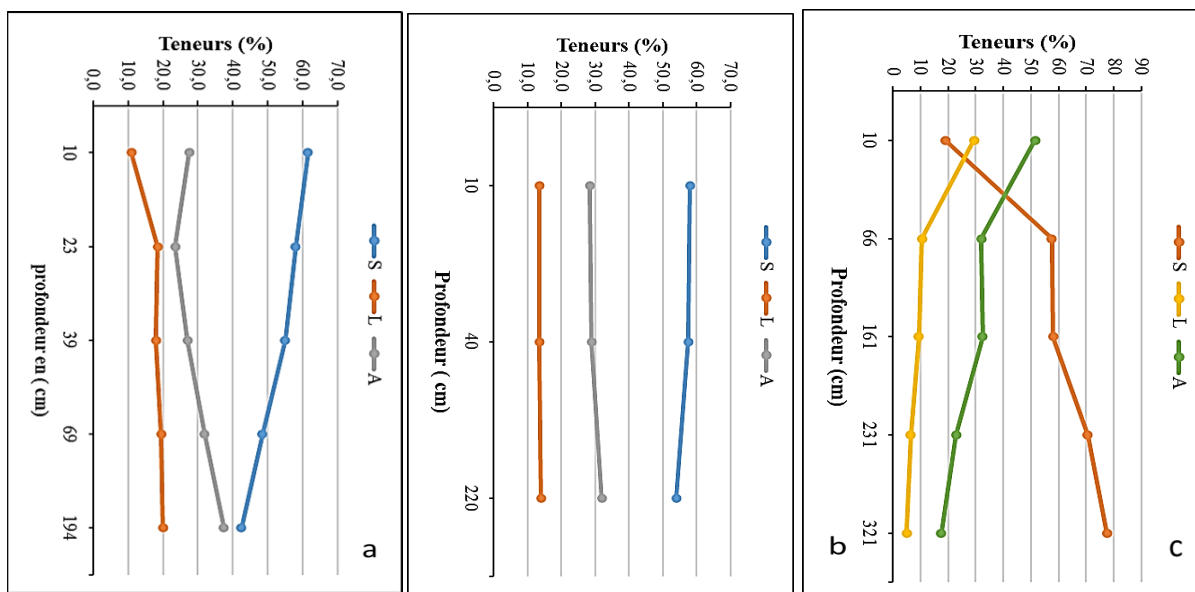 Teneurs (%)
0,0 10,0 20,0 30,0 40,0 50,0 60,0 70,0
10
23
39
69
194
profondeur en ( cm)
S L A
a
Teneurs (%)
0,0 10,0 20,0 30,0 40,0 50,0 60,0 70,0
10
40
220
Profondeur ( cm)
S L A
b
Teneurs (%)
0 10 20 30 40 50 60 70 80 90
10
66
161
231
321
Profondeur (cm)
S L A
c